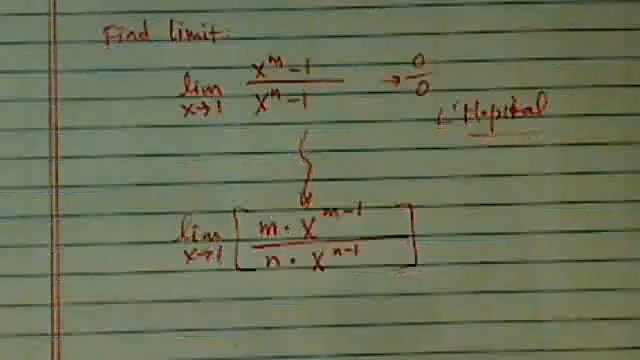 Find limit:
lim x→1 (x^m - 1)/(x^n - 1) → 0/0
L'Hopital
lim x→1 [(m · x^(m-1))/(n · x^(n-1))]